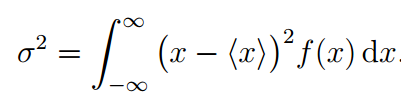 σ² = ∫_{-∞}^{∞} (x − ⟨x⟩)² f(x) dx.